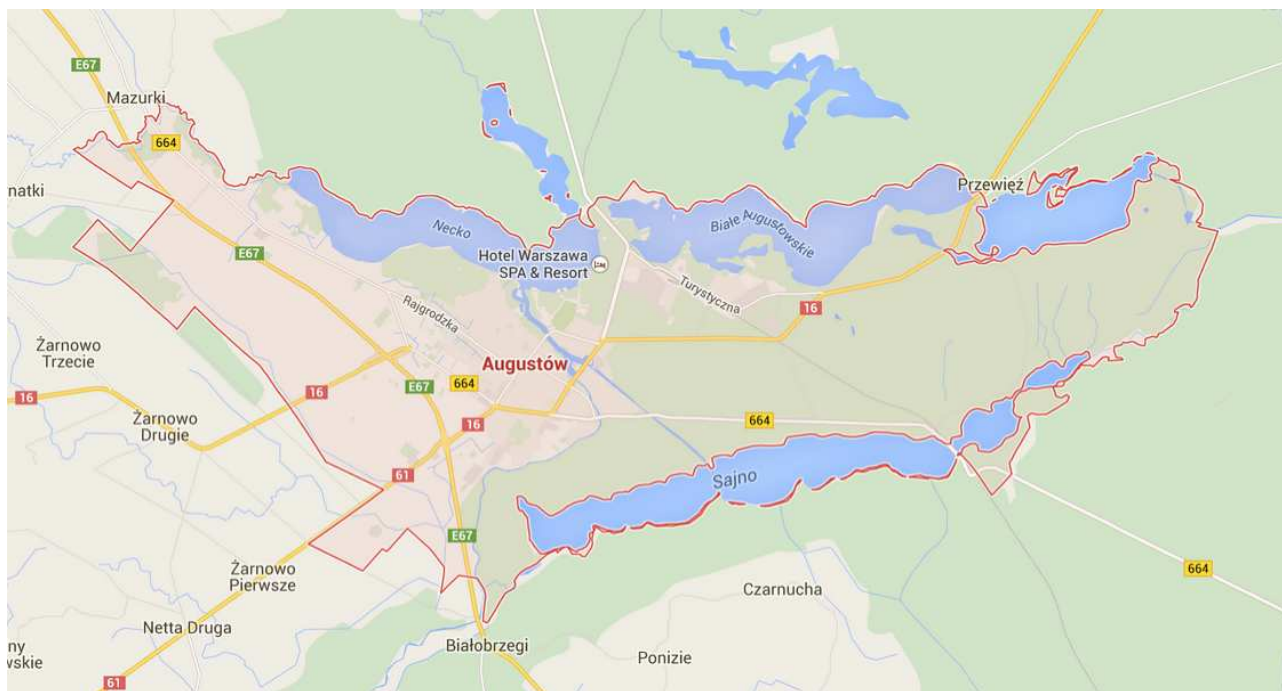 E67
Mazurki
664
natki
Przewięź
Necko
Białe Augustowskie
Hotel Warszawa
SPA & Resort
E67
Turystyczna
Rajgrodzka
16
Żarnowo
Trzecie
Augustów
16
16
E67
664
Żarnowo
Drugie
16
664
61
Sajno
E67
Żarnowo
Pierwsze
664
Czarnucha
Netta Druga
Białobrzegi
ny
wskie
Ponizie
61